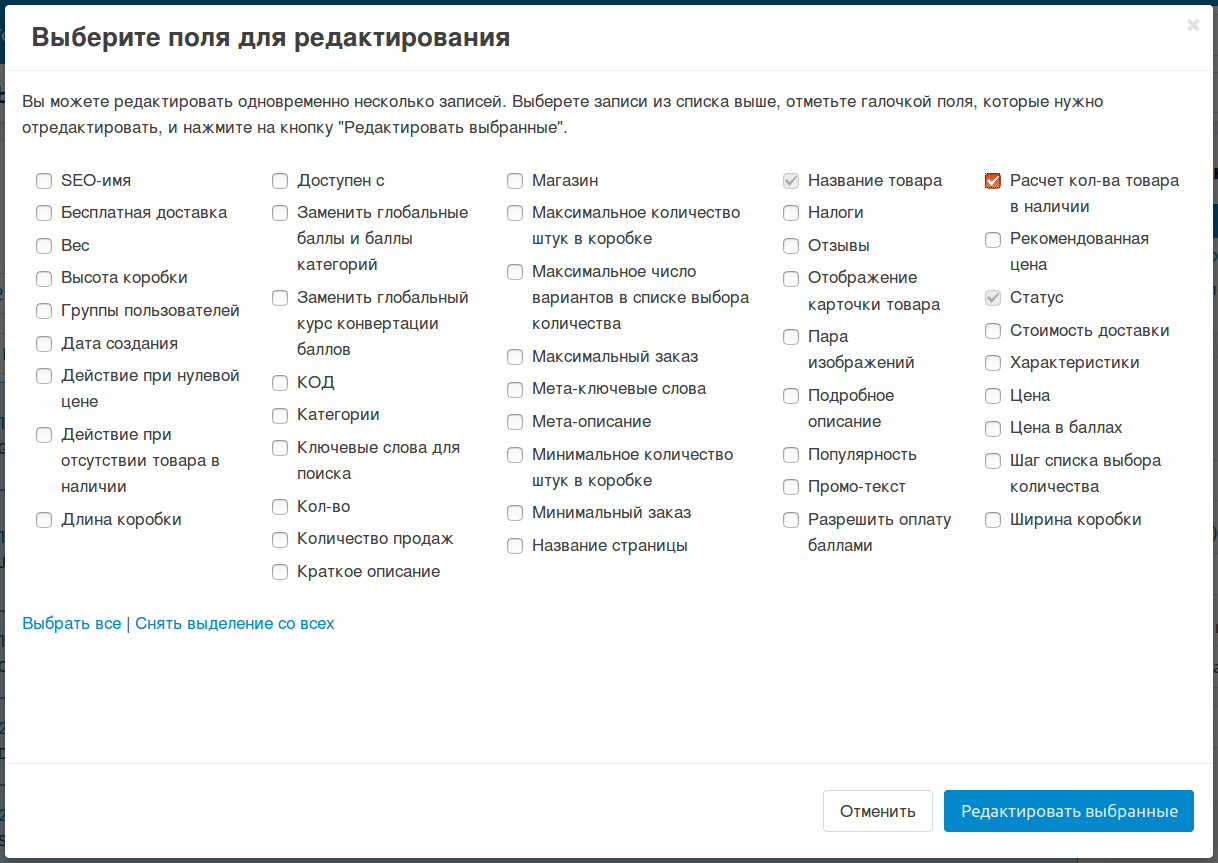 Выберите поля для редактирования
Вы можете редактировать одновременно несколько записей. Выберете записи из списка выше, отметьте галочкой поля, которые нужно
отредактировать, и нажмите на кнопку "Редактировать выбранные".
SEO-имя
Бесплатная доставка
Вес
Высота коробки
Группы пользователей
Дата создания
Действие при нулевой
цене
Действие при
отсутствии товара в
наличии
Длина коробки
Доступен с
Заменить глобальные
баллы и баллы
категорий
Заменить глобальный
курс конвертации
баллов
КОД
Категории
Ключевые слова для
поиска
Кол-во
Количество продаж
Краткое описание
Магазин
Максимальное количество
штук в коробке
Максимальное число
вариантов в списке выбора
количества
Максимальный заказ
Мета-ключевые слова
Мета-описание
Минимальное количество
штук в коробке
Минимальный заказ
Название страницы
Название товара
Налоги
Отзывы
Отображение
карточки товара
Пара
изображений
Подробное
описание
Популярность
Промо-текст
Разрешить оплату
баллами
Расчет кол-ва товара
в наличии
Рекомендованная
цена
Статус
Стоимость доставки
Характеристики
Цена
Цена в баллах
Шаг списка выбора
количества
Ширина коробки
Выбрать все | Снять выделение со всех
Отменить
Редактировать выбранные